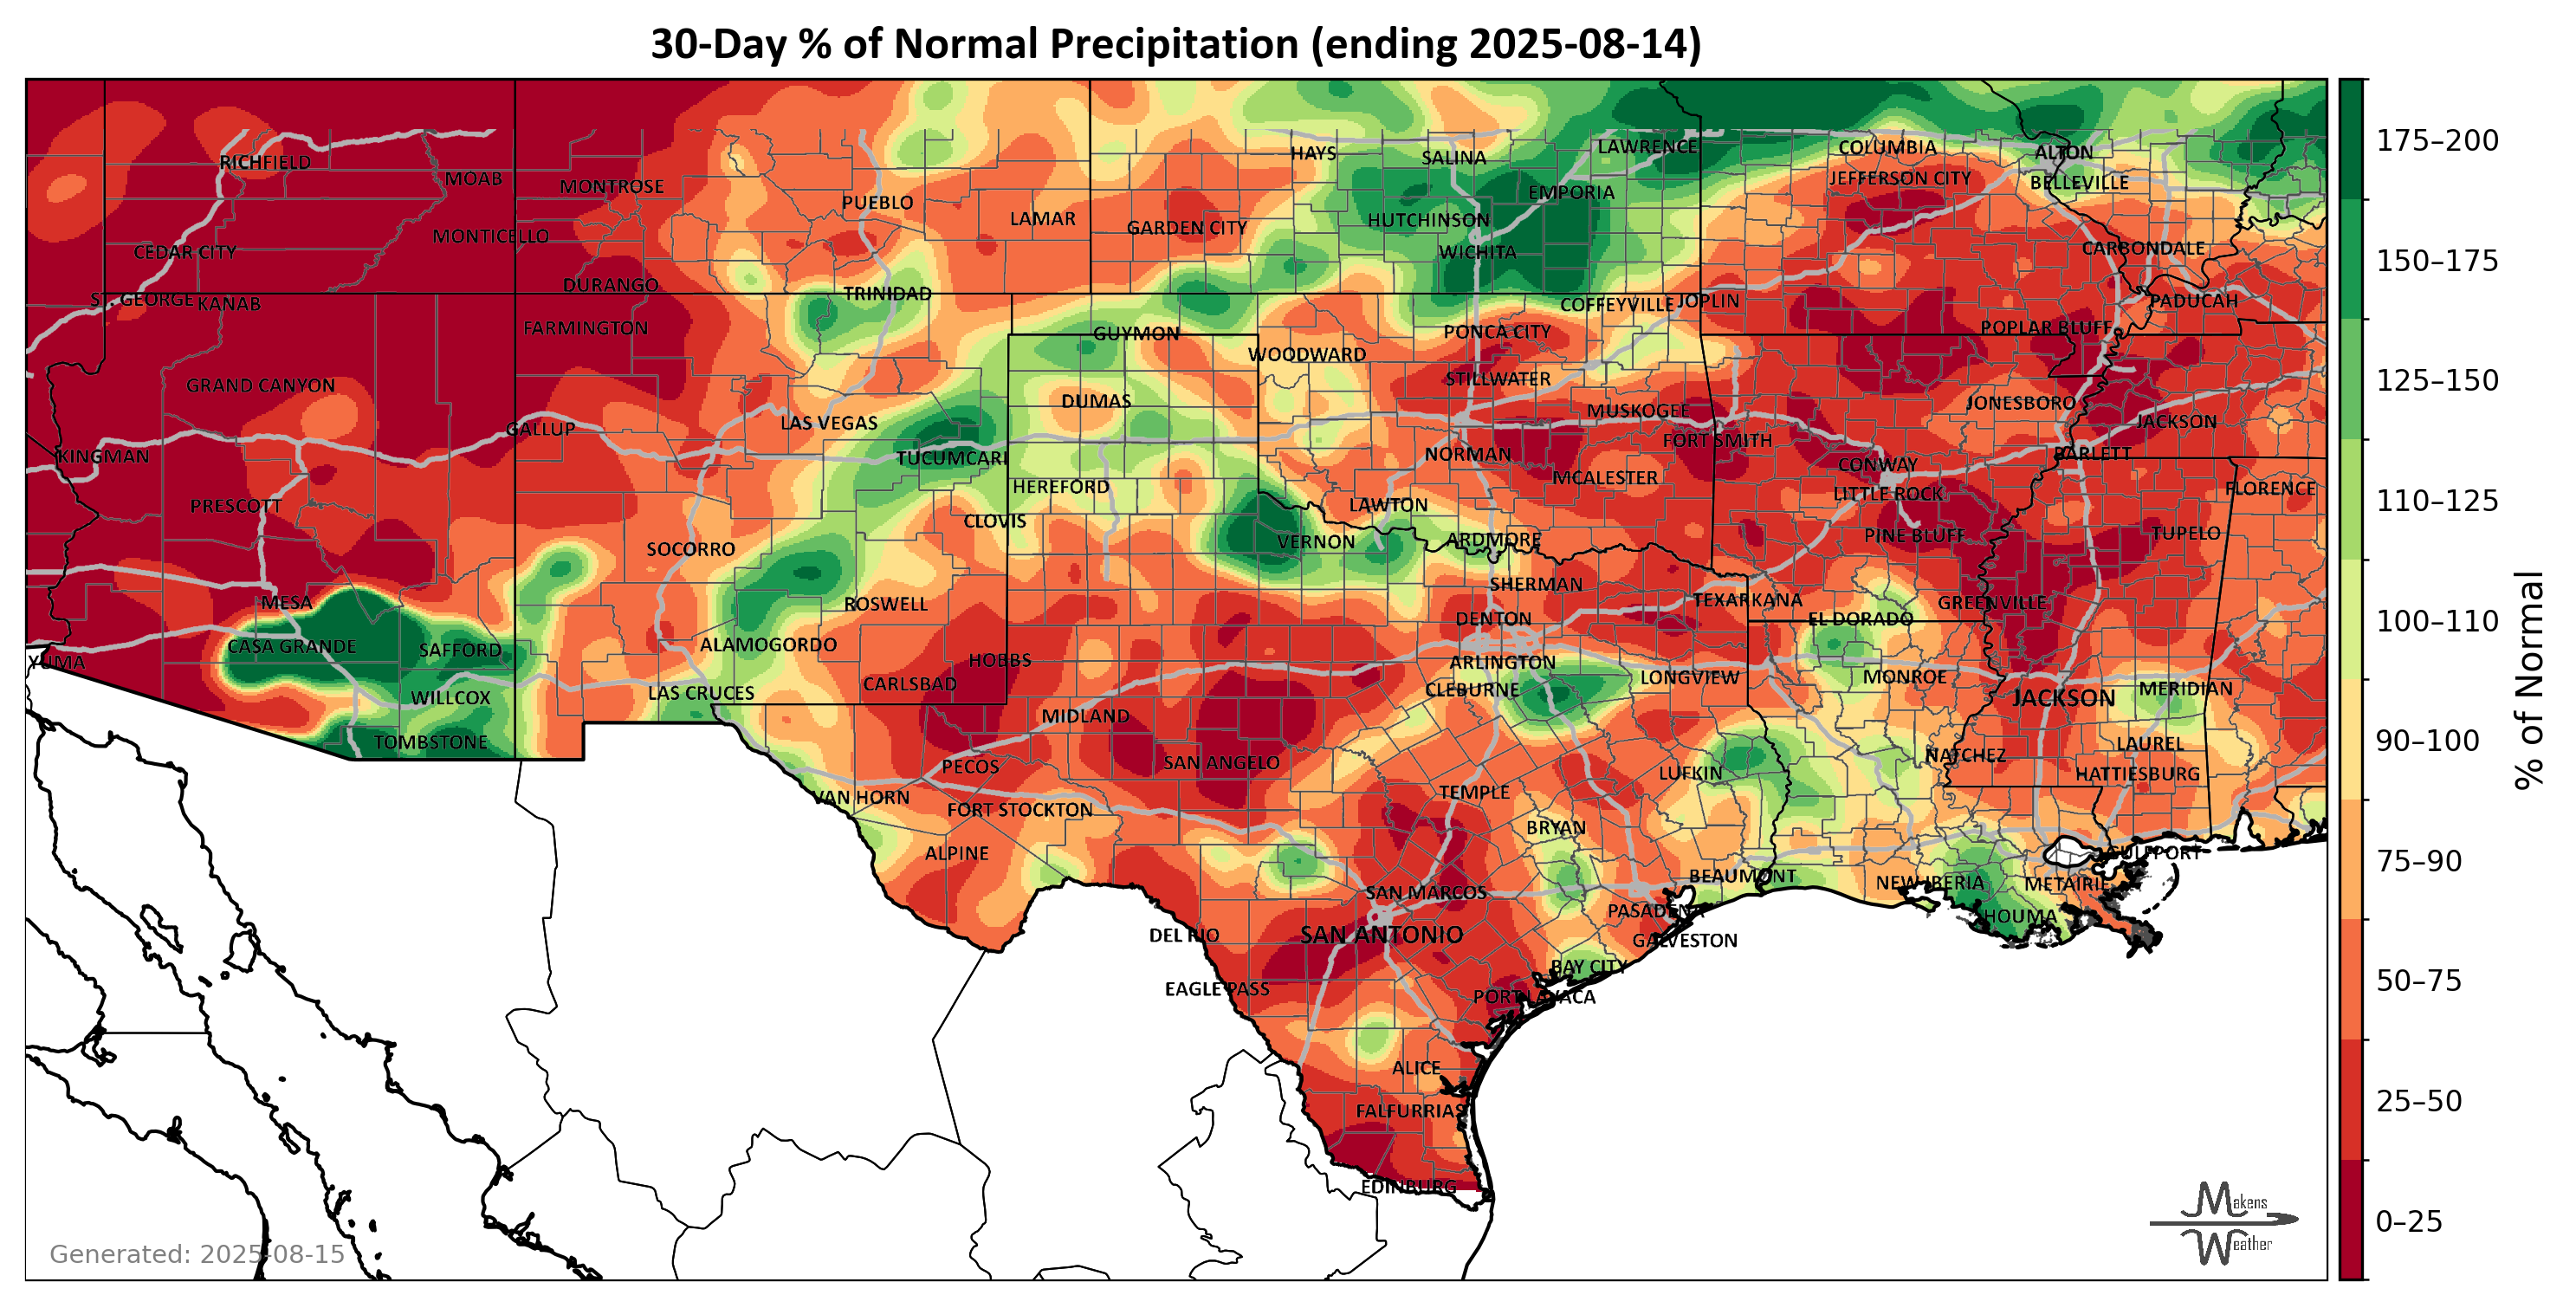 30-Day % of Normal Precipitation (ending 2025-08-14)
HAYS
SALINA
LAWRENCE
COLUMBIA
ALTON
RICHFIELD
MOAB
MONTROSE
EMPORIA
JEFFERSON CITY
BELLEVILLE
PUEBLO
LAMAR
GARDEN CITY
HUTCHINSON
MONTICELLO
CEDAR CITY
WICHITA
CARBONDALE
DURANGO
TRINIDAD
ST. GEORGE
KANAB
COFFEYVILLE
JOPLIN
PADUCAH
FARMINGTON
GUYMON
PONCA CITY
POPLAR BLUFF
WOODWARD
GRAND CANYON
STILLWATER
DUMAS
MUSKOGEE
JONESBORO
LAS VEGAS
JACKSON
GALLUP
FORT SMITH
KINGMAN
TUCUMCARI
NORMAN
BARLETT
CONWAY
MCALESTER
HEREFORD
LITTLE ROCK
FLORENCE
PRESCOTT
LAWTON
CLOVIS
PINE BLUFF
TUPELO
VERNON
ARDMORE
SOCORRO
SHERMAN
MESA
ROSWELL
TEXARKANA
GREENVILLE
DENTON
EL DORADO
CASA GRANDE
SAFFORD
ALAMOGORDO
YUMA
HOBBS
ARLINGTON
LONGVIEW
MONROE
CARLSBAD
CLEBURNE
MERIDIAN
WILLCOX
LAS CRUCES
JACKSON
MIDLAND
TOMBSTONE
LAUREL
NATCHEZ
PECOS
SAN ANGELO
LUFKIN
HATTIESBURG
VAN HORN
FORT STOCKTON
TEMPLE
BRYAN
ALPINE
GULFPORT
BEAUMONT
NEW IBERIA
METAIRIE
SAN MARCOS
PASADENA
HOUMA
DEL RIO
SAN ANTONIO
GALVESTON
BAY CITY
EAGLE PASS
PORT LAVACA
ALICE
FALFURRIAS
EDINBURG
175–200
150–175
125–150
110–125
100–110
90–100
75–90
50–75
25–50
0–25
% of Normal
Generated: 2025-08-15
Makens
Weather